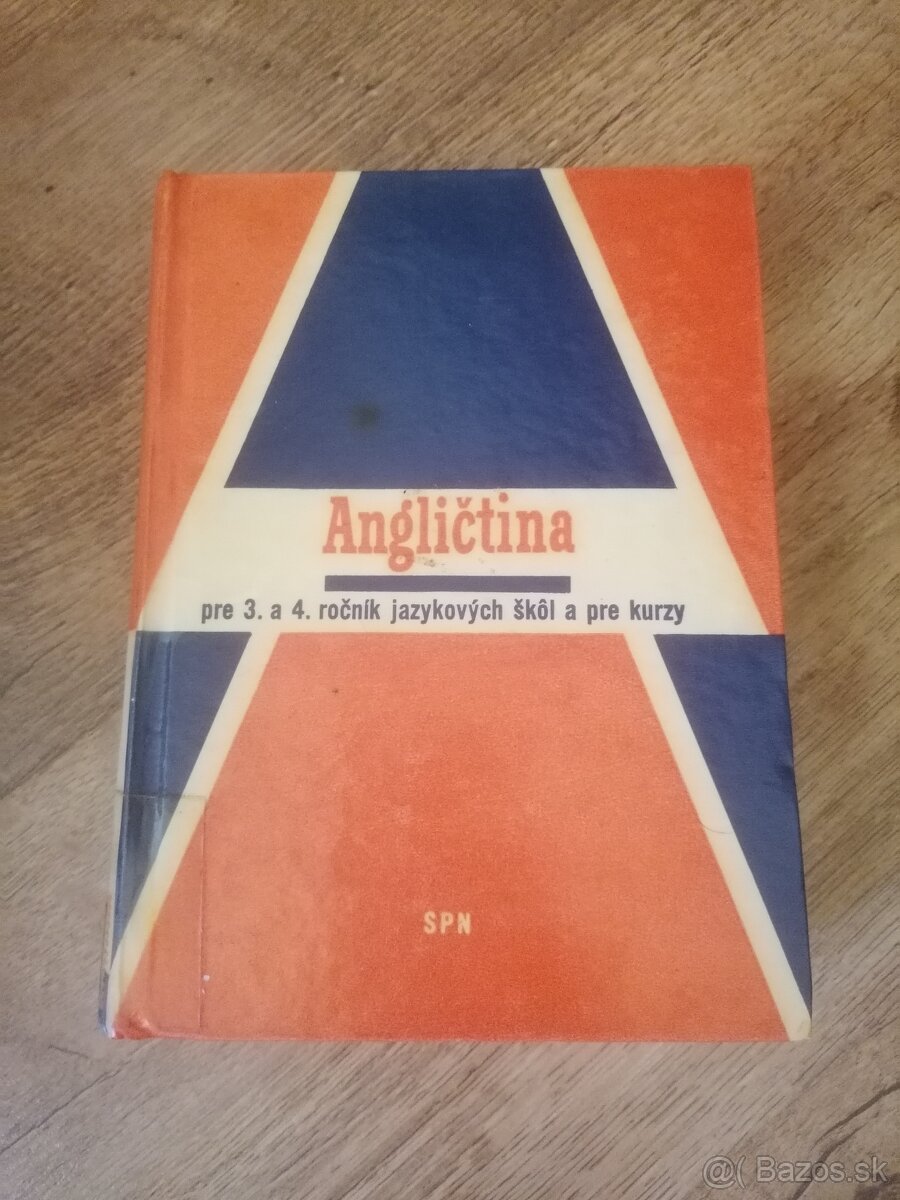 Angličtina
pre 3. a 4. ročník jazykových škôl a pre kurzy
SPN
@( Bazos.sk